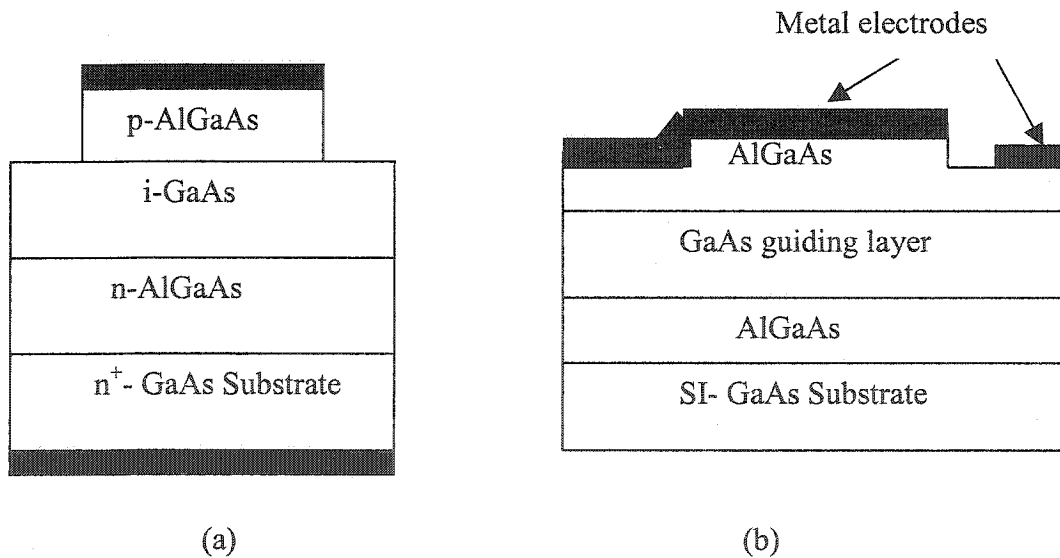 Metal electrodes
p-AlGaAs
i-GaAs
n-AlGaAs
n⁺- GaAs Substrate
(a)
AlGaAs
GaAs guiding layer
AlGaAs
SI- GaAs Substrate
(b)